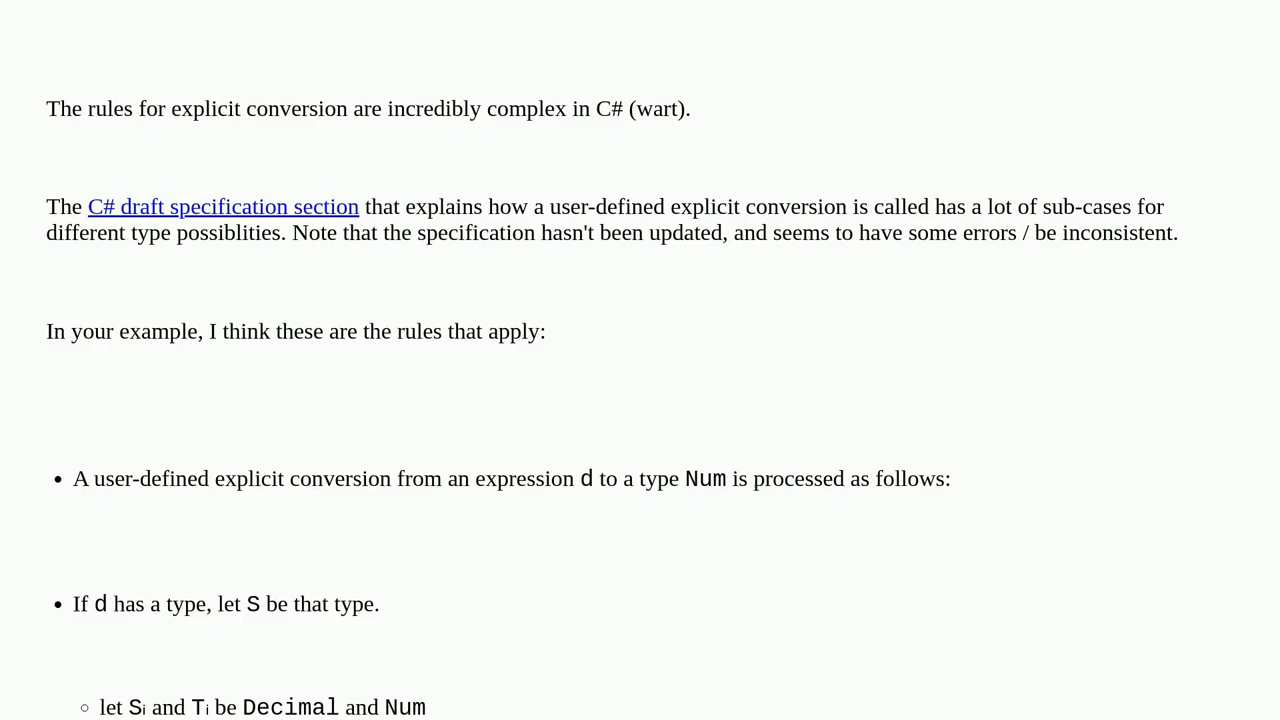 The rules for explicit conversion are incredibly complex in C# (wart).
The C# draft specification section that explains how a user-defined explicit conversion is called has a lot of sub-cases for
different type possiblities. Note that the specification hasn't been updated, and seems to have some errors / be inconsistent.
In your example, I think these are the rules that apply:
• A user-defined explicit conversion from an expression d to a type Num is processed as follows:
• If d has a type, let S be that type.
◦ let Sᵢ and Tᵢ be Decimal and Num